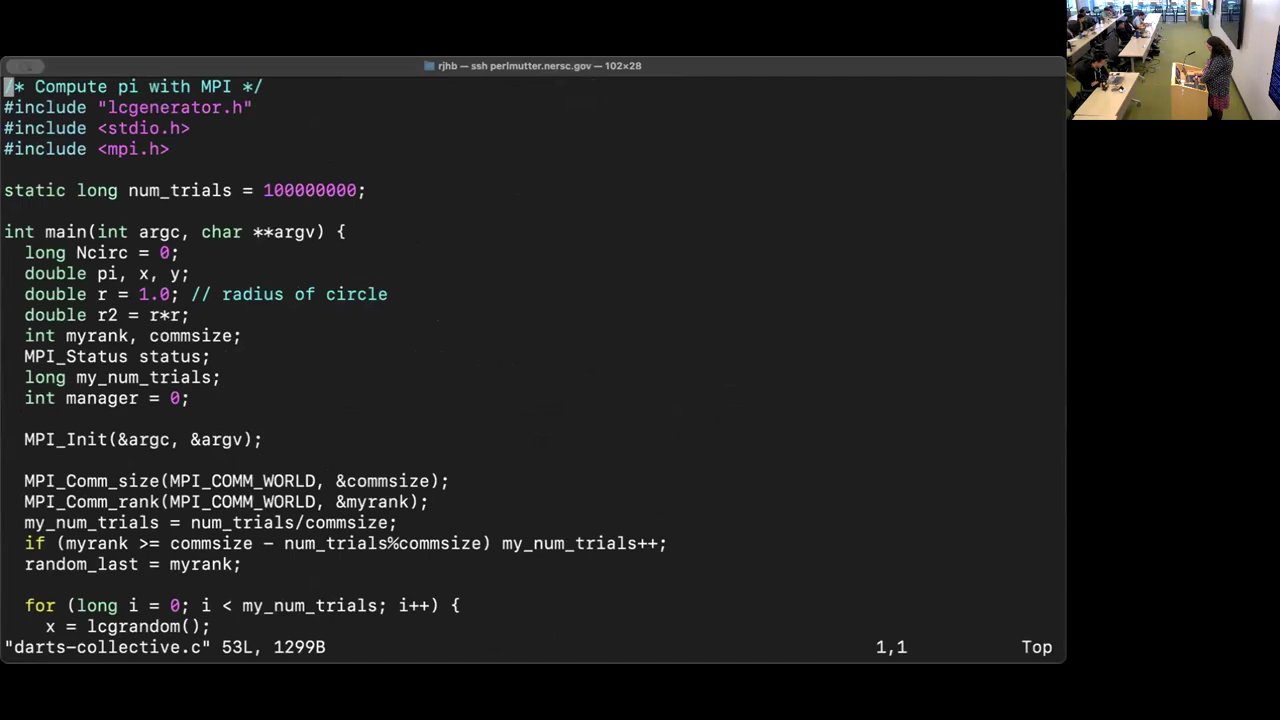 rjhb — ssh perlmutter.nersc.gov — 102×28
/* Compute pi with MPI */
#include "lcgenerator.h"
#include <stdio.h>
#include <mpi.h>
static long num_trials = 100000000;
int main(int argc, char **argv) {
long Ncirc = 0;
double pi, x, y;
double r = 1.0; // radius of circle
double r2 = r*r;
int myrank, commsize;
MPI_Status status;
long my_num_trials;
int manager = 0;
MPI_Init(&argc, &argv);
MPI_Comm_size(MPI_COMM_WORLD, &commsize);
MPI_Comm_rank(MPI_COMM_WORLD, &myrank);
my_num_trials = num_trials/commsize;
if (myrank >= commsize - num_trials%commsize) my_num_trials++;
random_last = myrank;
for (long i = 0; i < my_num_trials; i++) {
x = lcgrandom();
"darts-collective.c" 53L, 1299B 1,1 Top